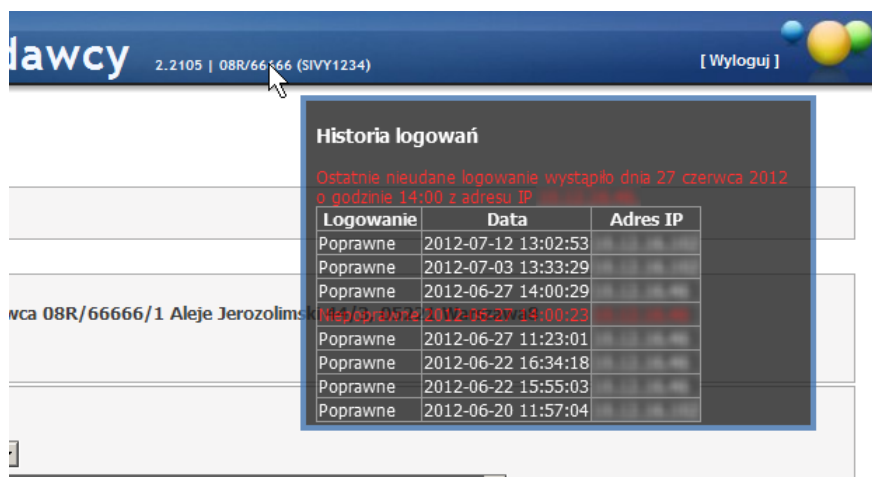 dawcy 2.2105 | 08R/66666 (SIVY1234) [ Wyloguj ]
Historia logowań
Ostatnie nieudane logowanie wystąpiło dnia 27 czerwca 2012
o godzinie 14:00 z adresu IP
Logowanie Data Adres IP
Poprawne 2012-07-12 13:02:53
Poprawne 2012-07-03 13:33:29
Poprawne 2012-06-27 14:00:29
wca 08R/66666/1 Aleje Jerozolimsk
Niepoprawne 2012-06-27 14:00:23
Poprawne 2012-06-27 11:23:01
Poprawne 2012-06-22 16:34:18
Poprawne 2012-06-22 15:55:03
Poprawne 2012-06-20 11:57:04